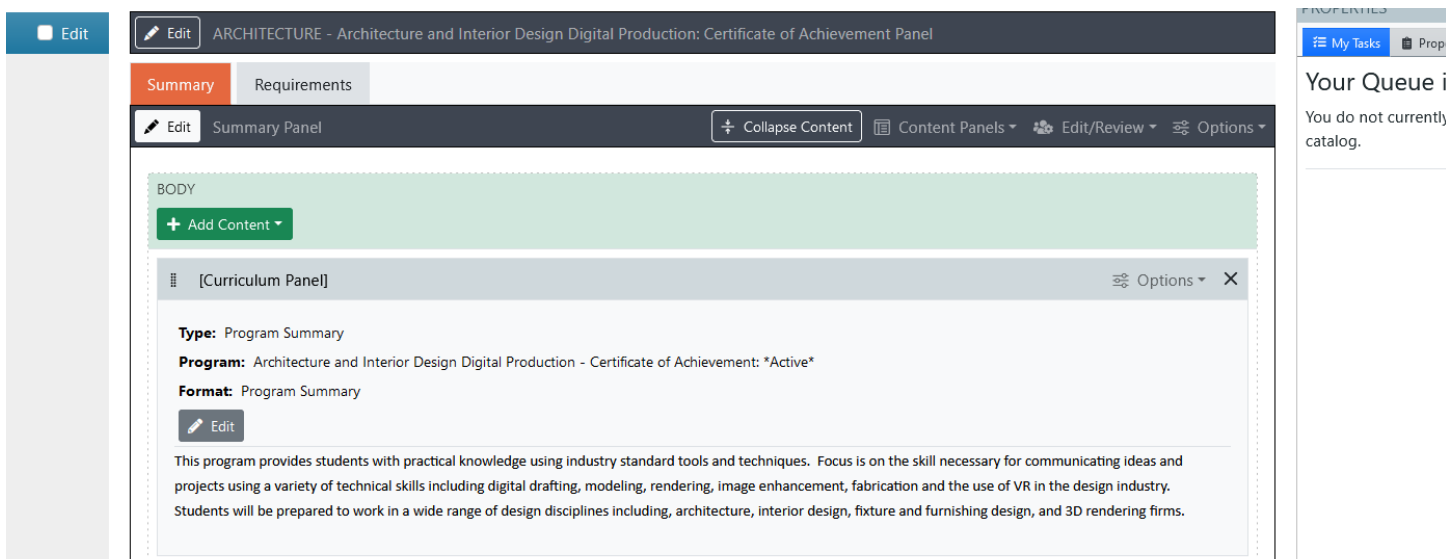 Edit
Edit ARCHITECTURE - Architecture and Interior Design Digital Production: Certificate of Achievement Panel
Summary Requirements
Edit Summary Panel Collapse Content Content Panels Edit/Review Options
BODY
+ Add Content
[Curriculum Panel] Options
Type: Program Summary
Program: Architecture and Interior Design Digital Production - Certificate of Achievement: *Active*
Format: Program Summary
Edit
This program provides students with practical knowledge using industry standard tools and techniques. Focus is on the skill necessary for communicating ideas and
projects using a variety of technical skills including digital drafting, modeling, rendering, image enhancement, fabrication and the use of VR in the design industry.
Students will be prepared to work in a wide range of design disciplines including, architecture, interior design, fixture and furnishing design, and 3D rendering firms.
PROPERTIES
My Tasks Prop
Your Queue i
You do not currently
catalog.